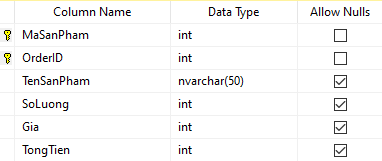 Column Name Data Type Allow Nulls
MaSanPham int
OrderID int
TenSanPham nvarchar(50)
SoLuong int
Gia int
TongTien int